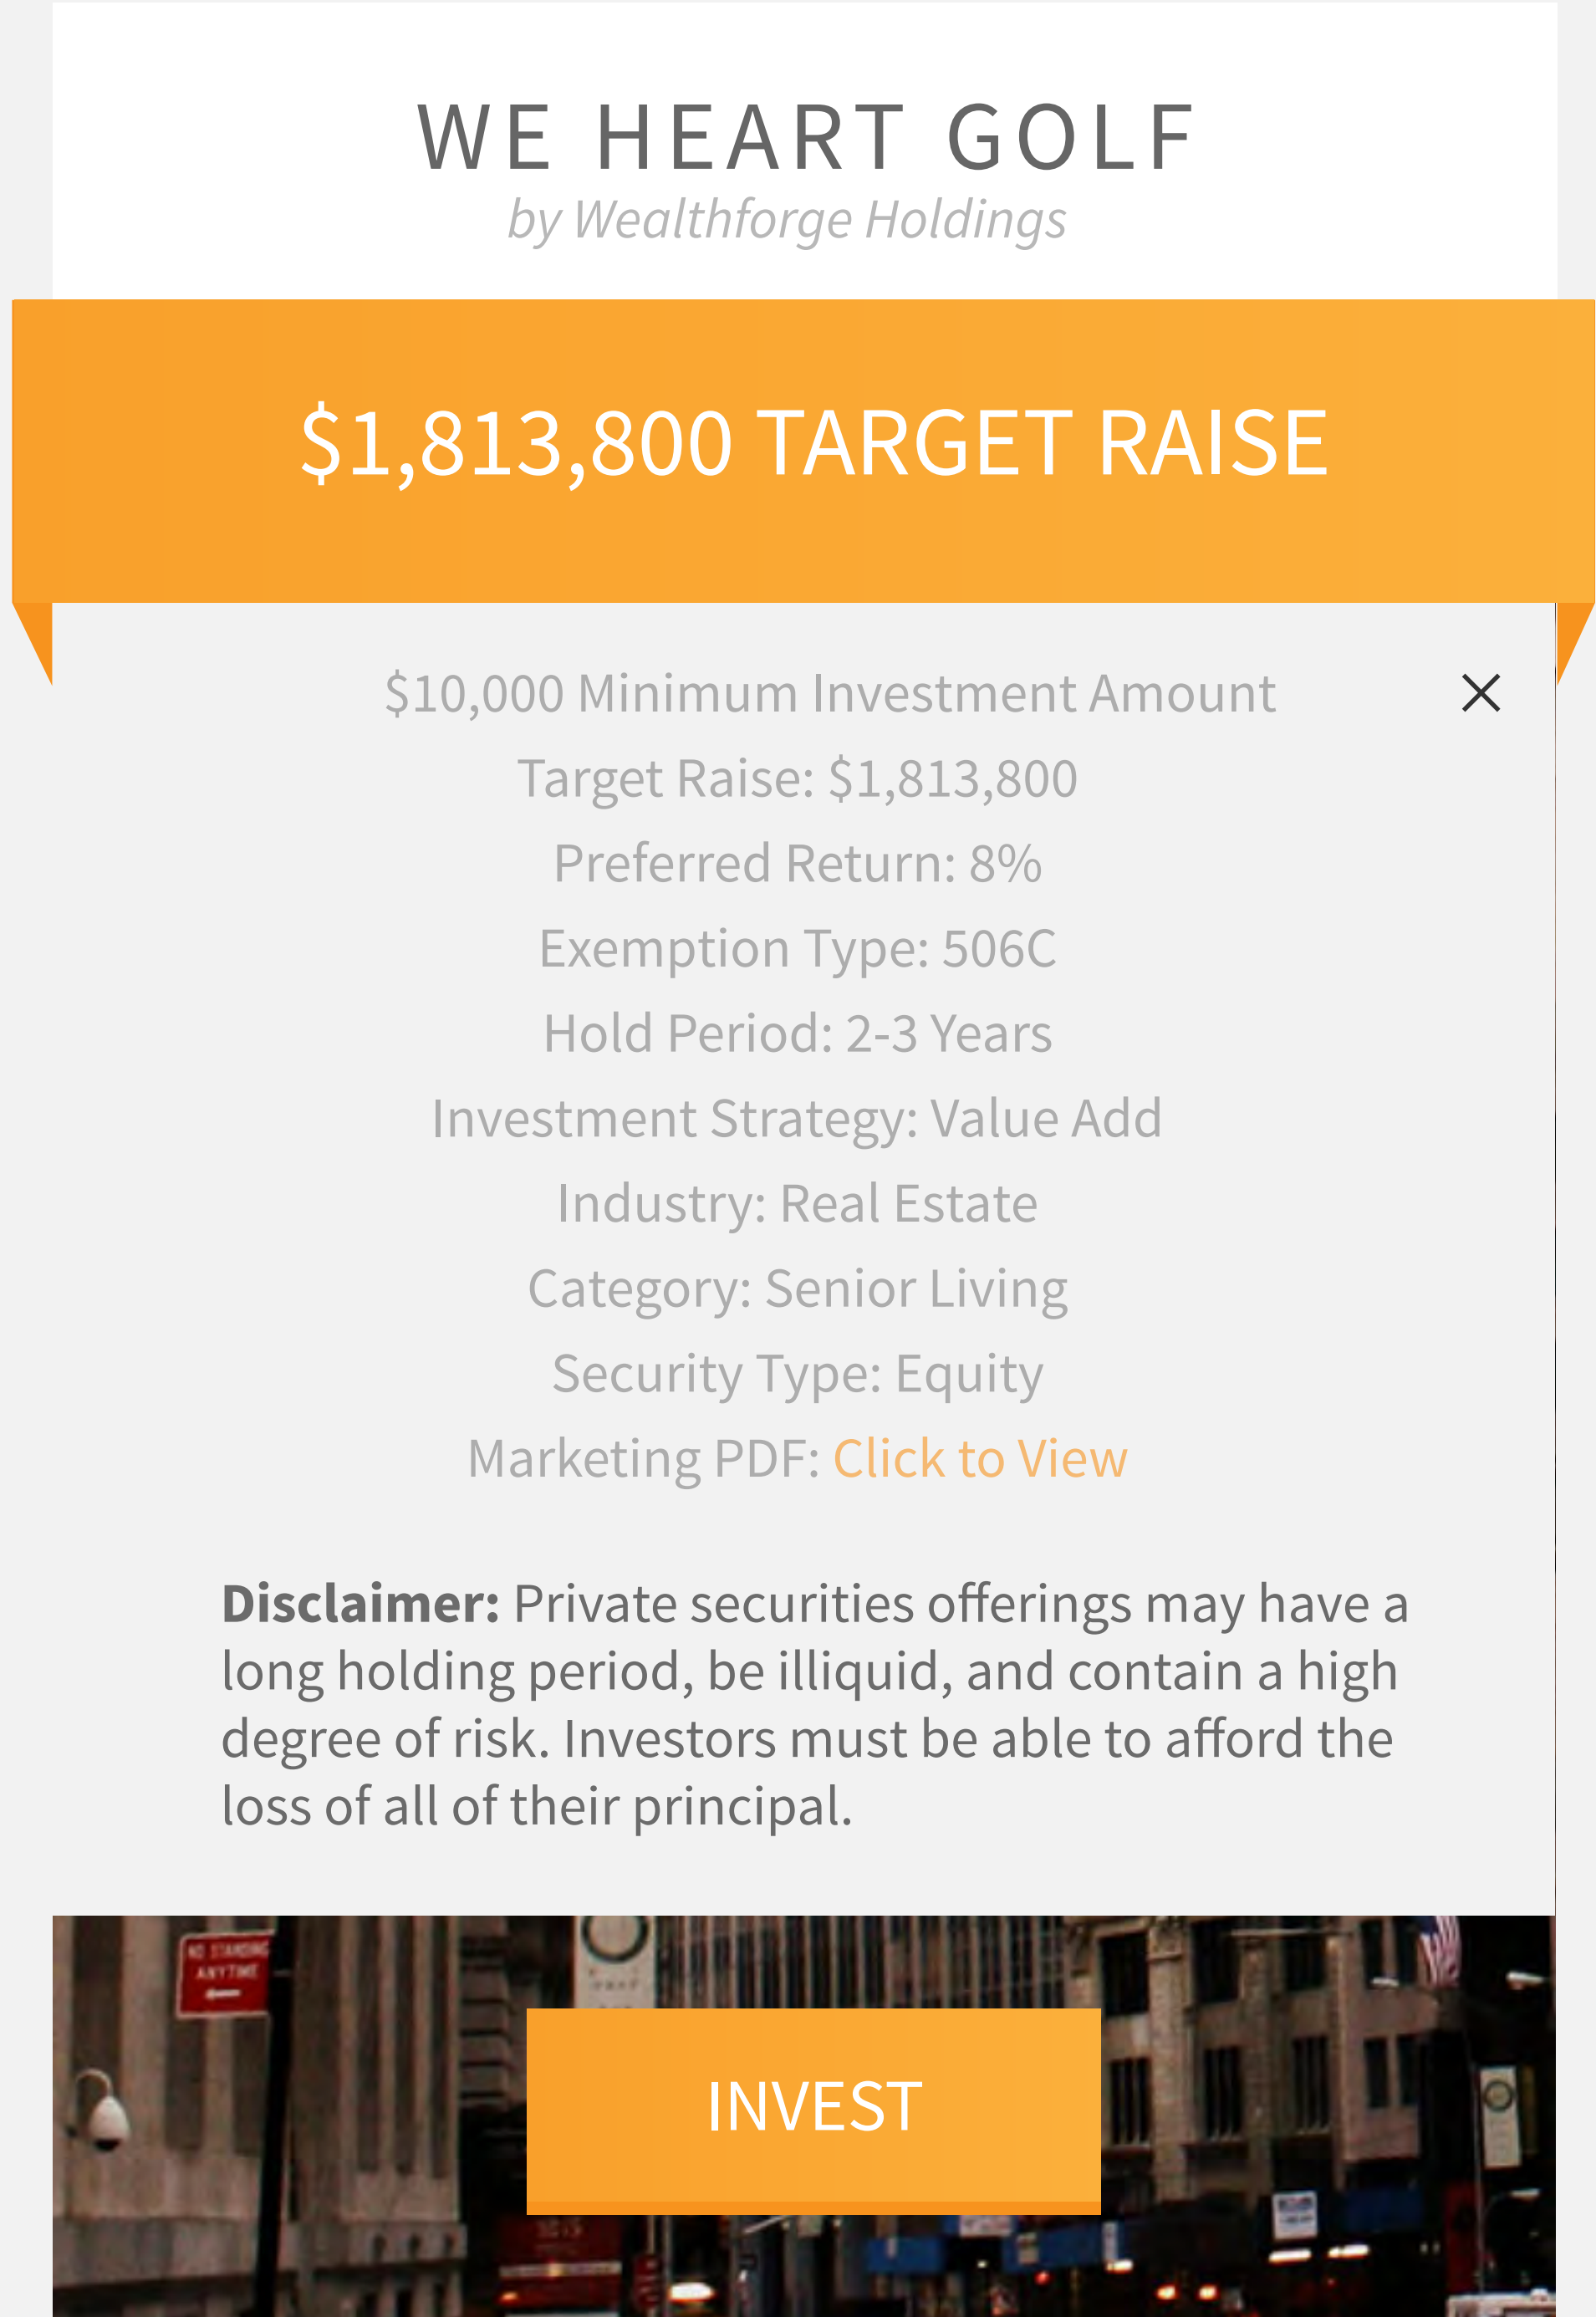 WE HEART GOLF
by Wealthforge Holdings
$1,813,800 TARGET RAISE
$10,000 Minimum Investment Amount
Target Raise: $1,813,800
Preferred Return: 8%
Exemption Type: 506C
Hold Period: 2-3 Years
Investment Strategy: Value Add
Industry: Real Estate
Category: Senior Living
Security Type: Equity
Marketing PDF: Click to View
Disclaimer: Private securities offerings may have a
long holding period, be illiquid, and contain a high
degree of risk. Investors must be able to afford the
loss of all of their principal.
NO STANDING
ANYTIME
INVEST